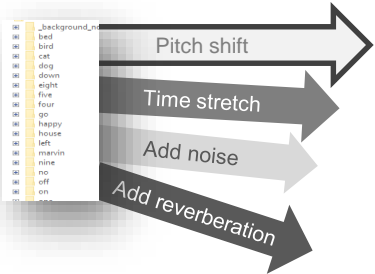 _background_no
bed
bird
cat
dog
down
eight
five
four
go
happy
house
left
marvin
nine
no
off
on
Pitch shift
Time stretch
Add noise
Add reverberation